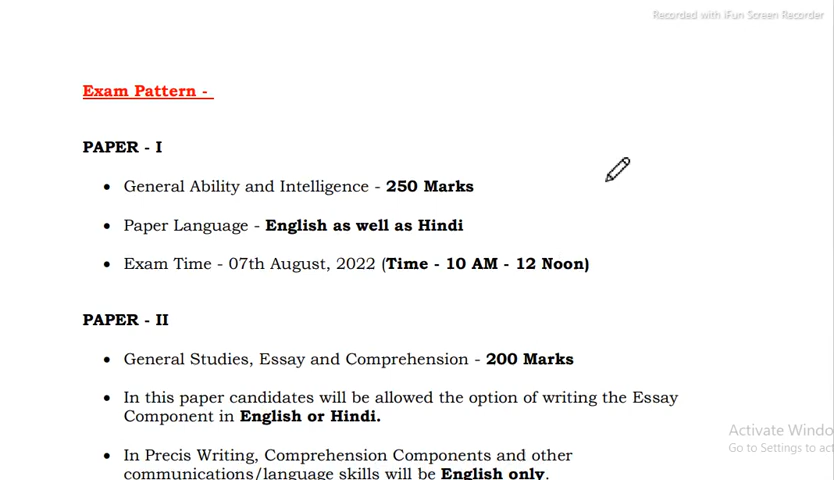 Recorded with iFun Screen Recorder
Exam Pattern -
PAPER - I
• General Ability and Intelligence - 250 Marks
• Paper Language - English as well as Hindi
• Exam Time - 07th August, 2022 (Time - 10 AM - 12 Noon)
PAPER - II
• General Studies, Essay and Comprehension - 200 Marks
• In this paper candidates will be allowed the option of writing the Essay
Component in English or Hindi.
Activate Windo
Go to Settings to act
• In Precis Writing, Comprehension Components and other
communications/language skills will be English only.